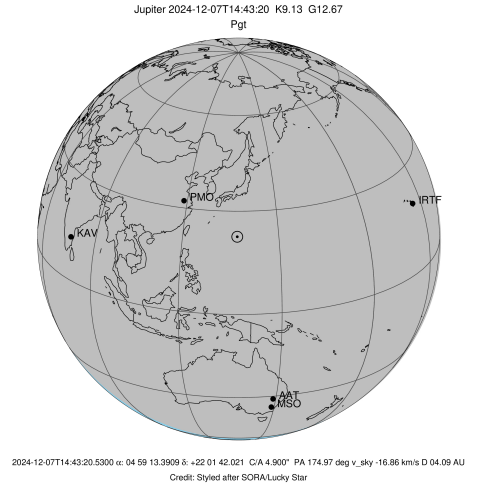 Jupiter 2024-12-07T14:43:20 K9.13 G12.67
Pgt
PMO
IRTF
KAV
AAT
MSO
2024-12-07T14:43:20.5300 α: 04 59 13.3909 δ: +22 01 42.021 C/A 4.900" PA 174.97 deg v_sky -16.86 km/s D 04.09 AU
Credit: Styled after SORA/Lucky Star